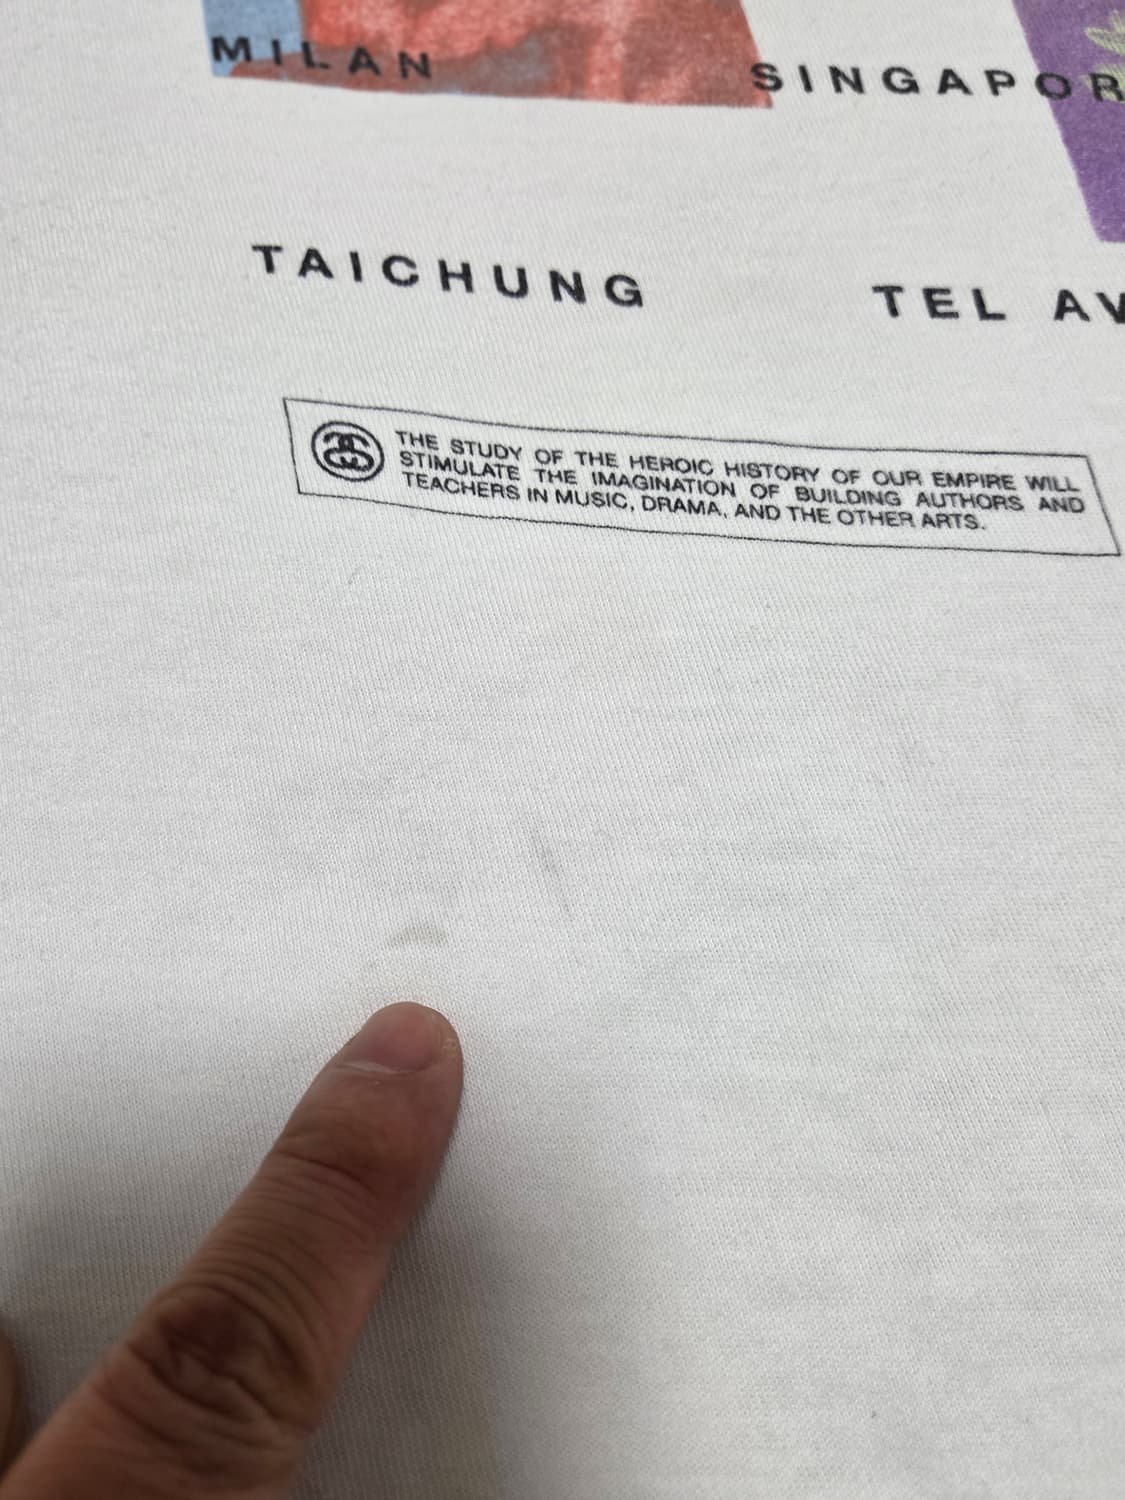 MILAN
SINGAPOR
TAICHUNG
TEL AV
THE STUDY OF THE HEROIC HISTORY OF OUR EMPIRE WILL
STIMULATE THE IMAGINATION OF BUILDING AUTHORS AND
TEACHERS IN MUSIC, DRAMA, AND THE OTHER ARTS.